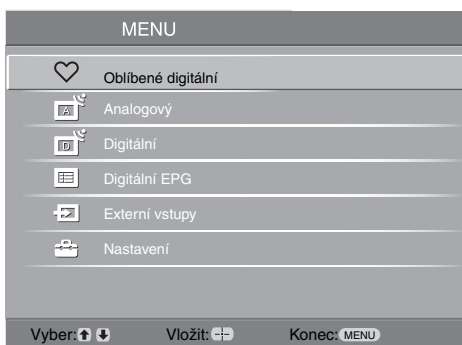 MENU
Oblíbené digitální
A Analogový
D Digitální
Digitální EPG
Externí vstupy
Nastavení
Vyber: Vložit: Konec: MENU